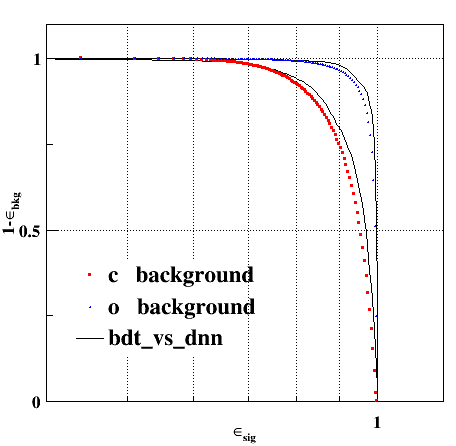 1
1-ϵbkg
0.5
c background
o background
bdt_vs_dnn
0
1
ϵsig